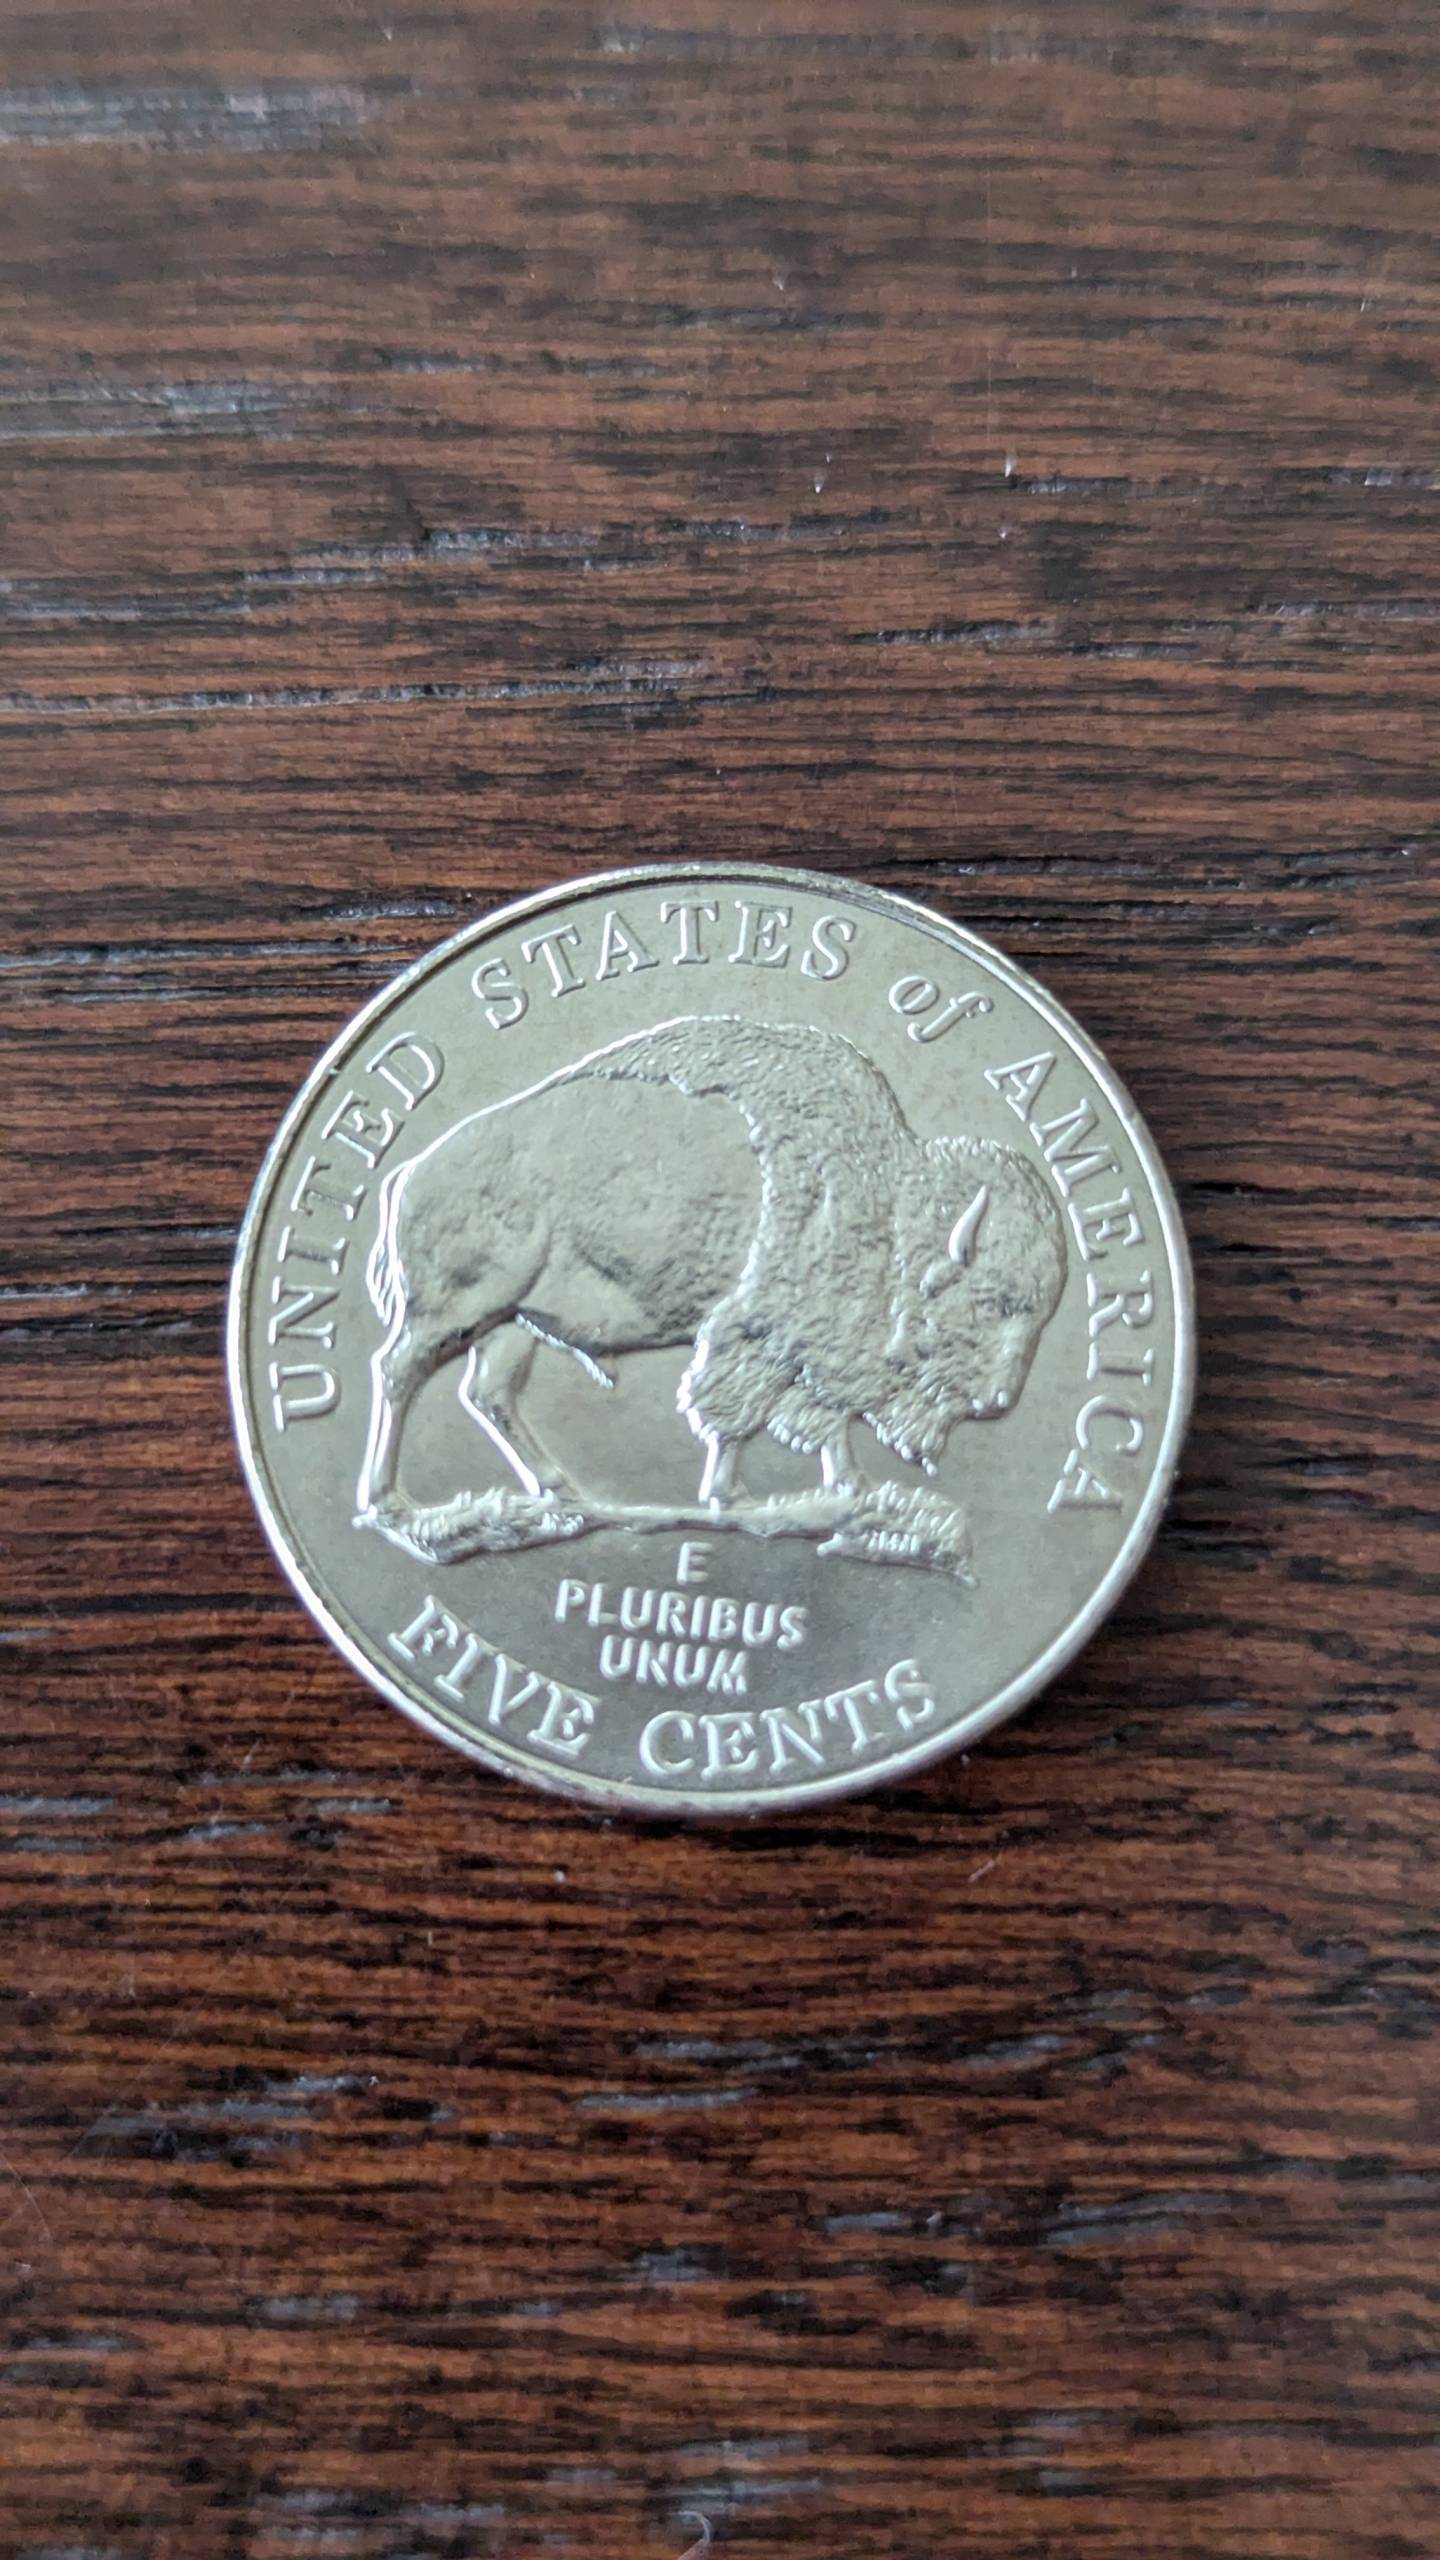 UNITED STATES of AMERICA
E
PLURIBUS
UNUM
FIVE CENTS